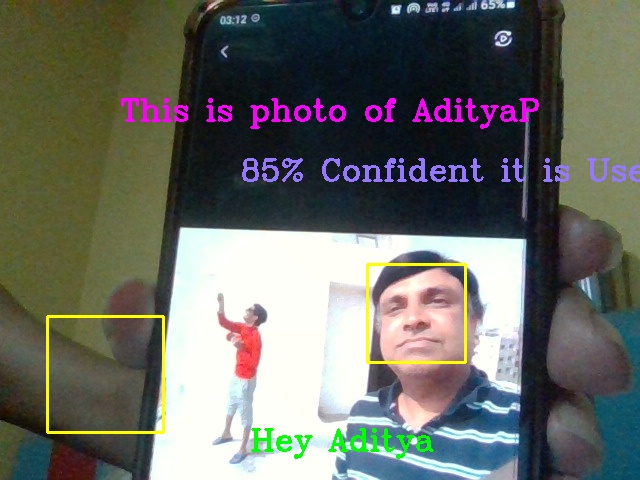 03:12
65%
This is photo of AdityaP
85% Confident it is Use
Hey Aditya